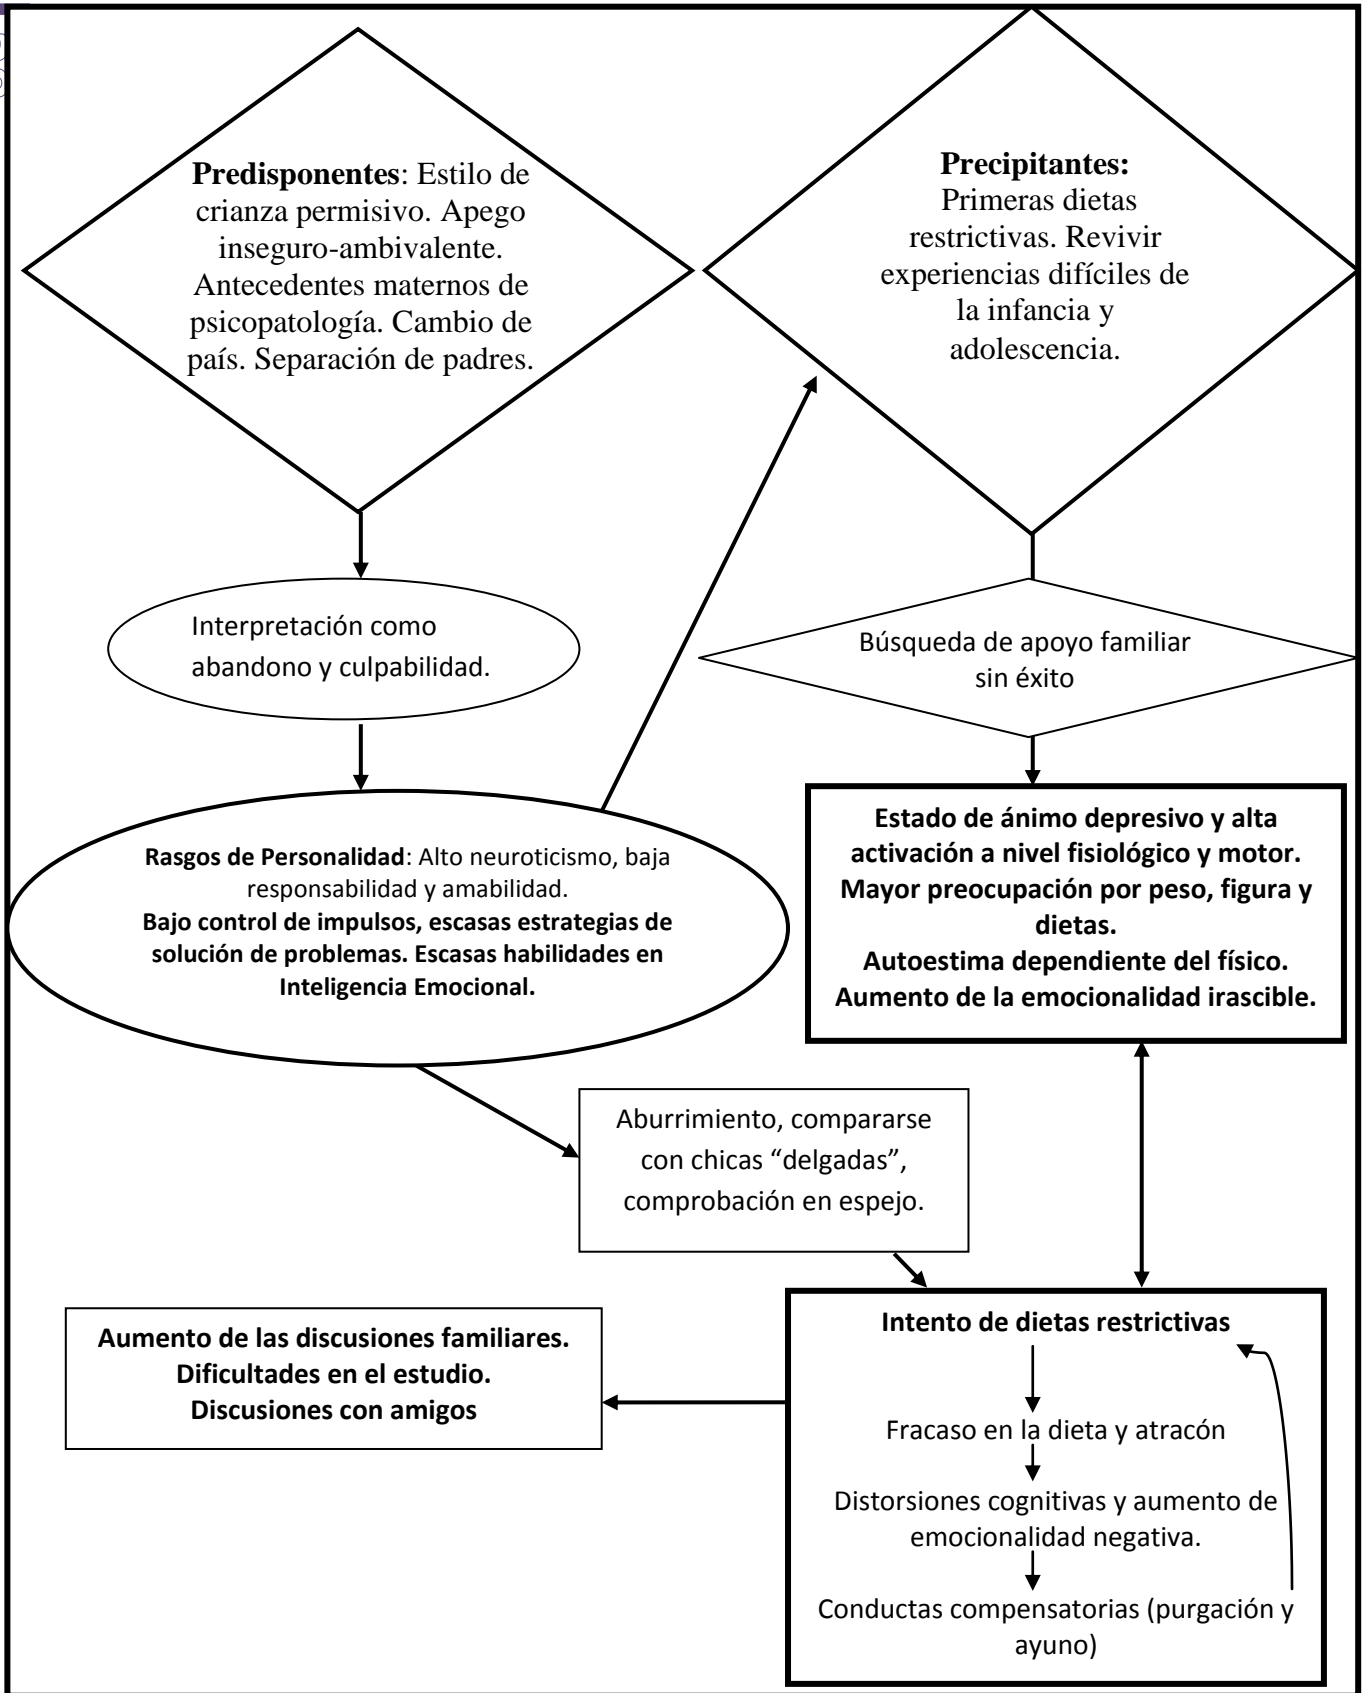 Predisponentes: Estilo de
crianza permisivo. Apego
inseguro-ambivalente.
Antecedentes maternos de
psicopatología. Cambio de
país. Separación de padres.
Precipitantes:
Primeras dietas
restrictivas. Revivir
experiencias difíciles de
la infancia y
adolescencia.
Interpretación como
abandono y culpabilidad.
Búsqueda de apoyo familiar
sin éxito
Rasgos de Personalidad: Alto neuroticismo, baja
responsabilidad y amabilidad.
Bajo control de impulsos, escasas estrategias de
solución de problemas. Escasas habilidades en
Inteligencia Emocional.
Estado de ánimo depresivo y alta
activación a nivel fisiológico y motor.
Mayor preocupación por peso, figura y
dietas.
Autoestima dependiente del físico.
Aumento de la emocionalidad irascible.
Aburrimiento, compararse
con chicas “delgadas”,
comprobación en espejo.
Aumento de las discusiones familiares.
Dificultades en el estudio.
Discusiones con amigos
Intento de dietas restrictivas
Fracaso en la dieta y atracón
Distorsiones cognitivas y aumento de
emocionalidad negativa.
Conductas compensatorias (purgación y
ayuno)